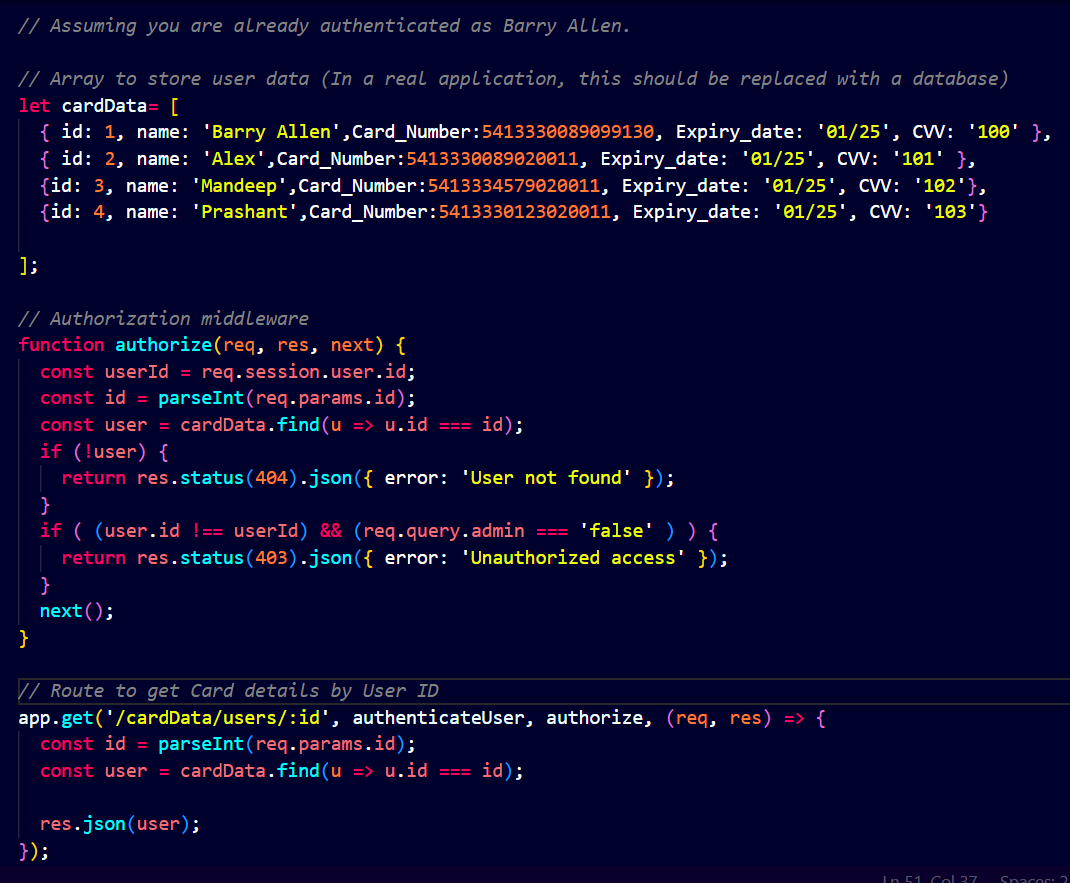 // Assuming you are already authenticated as Barry Allen.
// Array to store user data (In a real application, this should be replaced with a database)
let cardData= [
  { id: 1, name: 'Barry Allen',Card_Number:5413330089099130, Expiry_date: '01/25', CVV: '100' },
  { id: 2, name: 'Alex',Card_Number:5413330089020011, Expiry_date: '01/25', CVV: '101' },
  {id: 3, name: 'Mandeep',Card_Number:5413334579020011, Expiry_date: '01/25', CVV: '102'},
  {id: 4, name: 'Prashant',Card_Number:5413330123020011, Expiry_date: '01/25', CVV: '103'}
];
// Authorization middleware
function authorize(req, res, next) {
  const userId = req.session.user.id;
  const id = parseInt(req.params.id);
  const user = cardData.find(u => u.id === id);
  if (!user) {
    return res.status(404).json({ error: 'User not found' });
  }
  if ( (user.id !== userId) && (req.query.admin === 'false' ) ) {
    return res.status(403).json({ error: 'Unauthorized access' });
  }
  next();
}
// Route to get Card details by User ID
app.get('/cardData/users/:id', authenticateUser, authorize, (req, res) => {
  const id = parseInt(req.params.id);
  const user = cardData.find(u => u.id === id);
  res.json(user);
});
Ln 51, Col 37 Spaces: 2